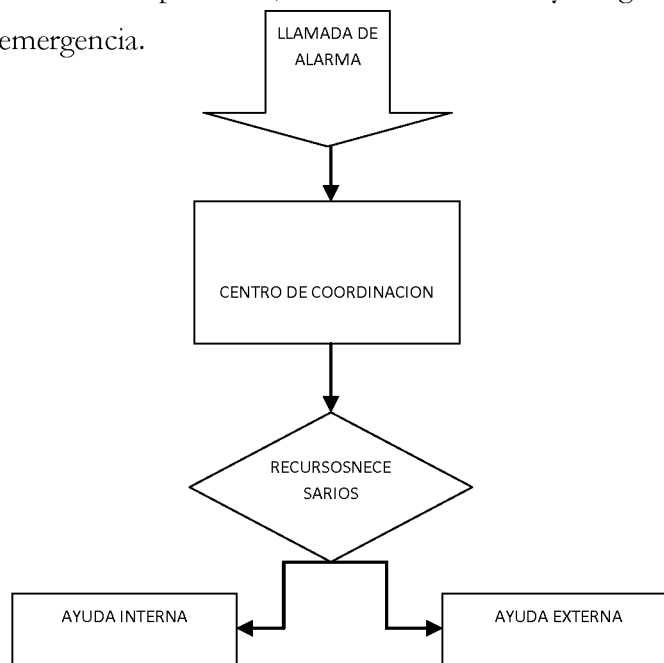 emergencia.
LLAMADA DE
ALARMA
CENTRO DE COORDINACION
RECURSOSNECE
SARIOS
AYUDA INTERNA
AYUDA EXTERNA